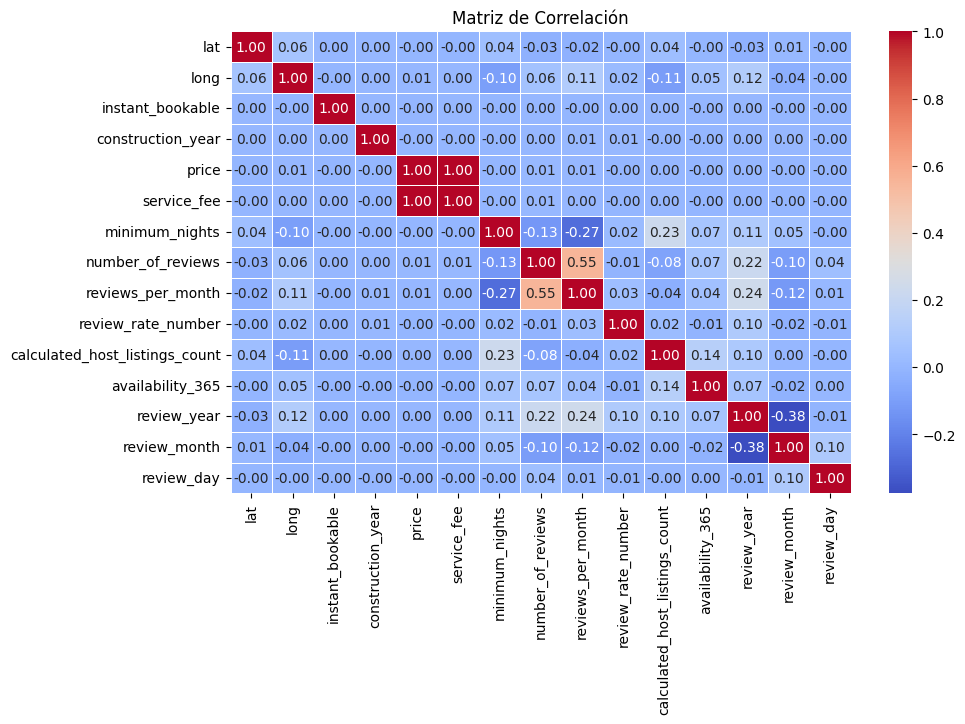 Matriz de Correlación
lat 1.00 0.06 0.00 0.00 -0.00 -0.00 0.04 -0.03 -0.02 -0.00 0.04 -0.00 -0.03 0.01 -0.00
long 0.06 1.00 -0.00 0.00 0.01 0.00 -0.10 0.06 0.11 0.02 -0.11 0.05 0.12 -0.04 -0.00
instant_bookable 0.00 -0.00 1.00 0.00 -0.00 0.00 -0.00 -0.00 -0.00 -0.00 0.00 -0.00 0.00 0.00 -0.00
construction_year 0.00 0.00 0.00 1.00 -0.00 -0.00 -0.00 0.00 0.01 0.01 -0.00 -0.00 0.00 0.00 -0.00
price -0.00 0.01 -0.00 -0.00 1.00 1.00 -0.00 0.01 0.01 -0.00 0.00 -0.00 0.00 -0.00 -0.00
service_fee -0.00 0.00 0.00 -0.00 1.00 1.00 -0.00 0.01 0.00 -0.00 0.00 -0.00 0.00 -0.00 -0.00
minimum_nights 0.04 -0.10 -0.00 -0.00 -0.00 -0.00 1.00 -0.13 -0.27 0.02 0.23 0.07 0.11 0.05 -0.00
number_of_reviews -0.03 0.06 -0.00 0.00 0.01 0.01 -0.13 1.00 0.55 -0.01 -0.08 0.07 0.22 -0.10 0.04
reviews_per_month -0.02 0.11 -0.00 0.01 0.01 0.00 -0.27 0.55 1.00 0.03 -0.04 0.04 0.24 -0.12 0.01
review_rate_number -0.00 0.02 -0.00 0.01 -0.00 -0.00 0.02 -0.01 0.03 1.00 0.02 -0.01 0.10 -0.02 -0.01
calculated_host_listings_count 0.04 -0.11 0.00 -0.00 0.00 0.00 0.23 -0.08 -0.04 0.02 1.00 0.14 0.10 0.00 -0.00
availability_365 -0.00 0.05 -0.00 -0.00 -0.00 -0.00 0.07 0.07 0.04 -0.01 0.14 1.00 0.07 -0.02 0.00
review_year -0.03 0.12 0.00 0.00 0.00 0.00 0.11 0.22 0.24 0.10 0.10 0.07 1.00 -0.38 -0.01
review_month 0.01 -0.04 0.00 0.00 -0.00 -0.00 0.05 -0.10 -0.12 -0.02 0.00 -0.02 -0.38 1.00 0.10
review_day -0.00 -0.00 -0.00 -0.00 -0.00 -0.00 -0.00 0.04 0.01 -0.01 -0.00 0.00 -0.01 0.10 1.00
lat
long
instant_bookable
construction_year
price
service_fee
minimum_nights
number_of_reviews
reviews_per_month
review_rate_number
calculated_host_listings_count
availability_365
review_year
review_month
review_day
1.0
0.8
0.6
0.4
0.2
0.0
−0.2